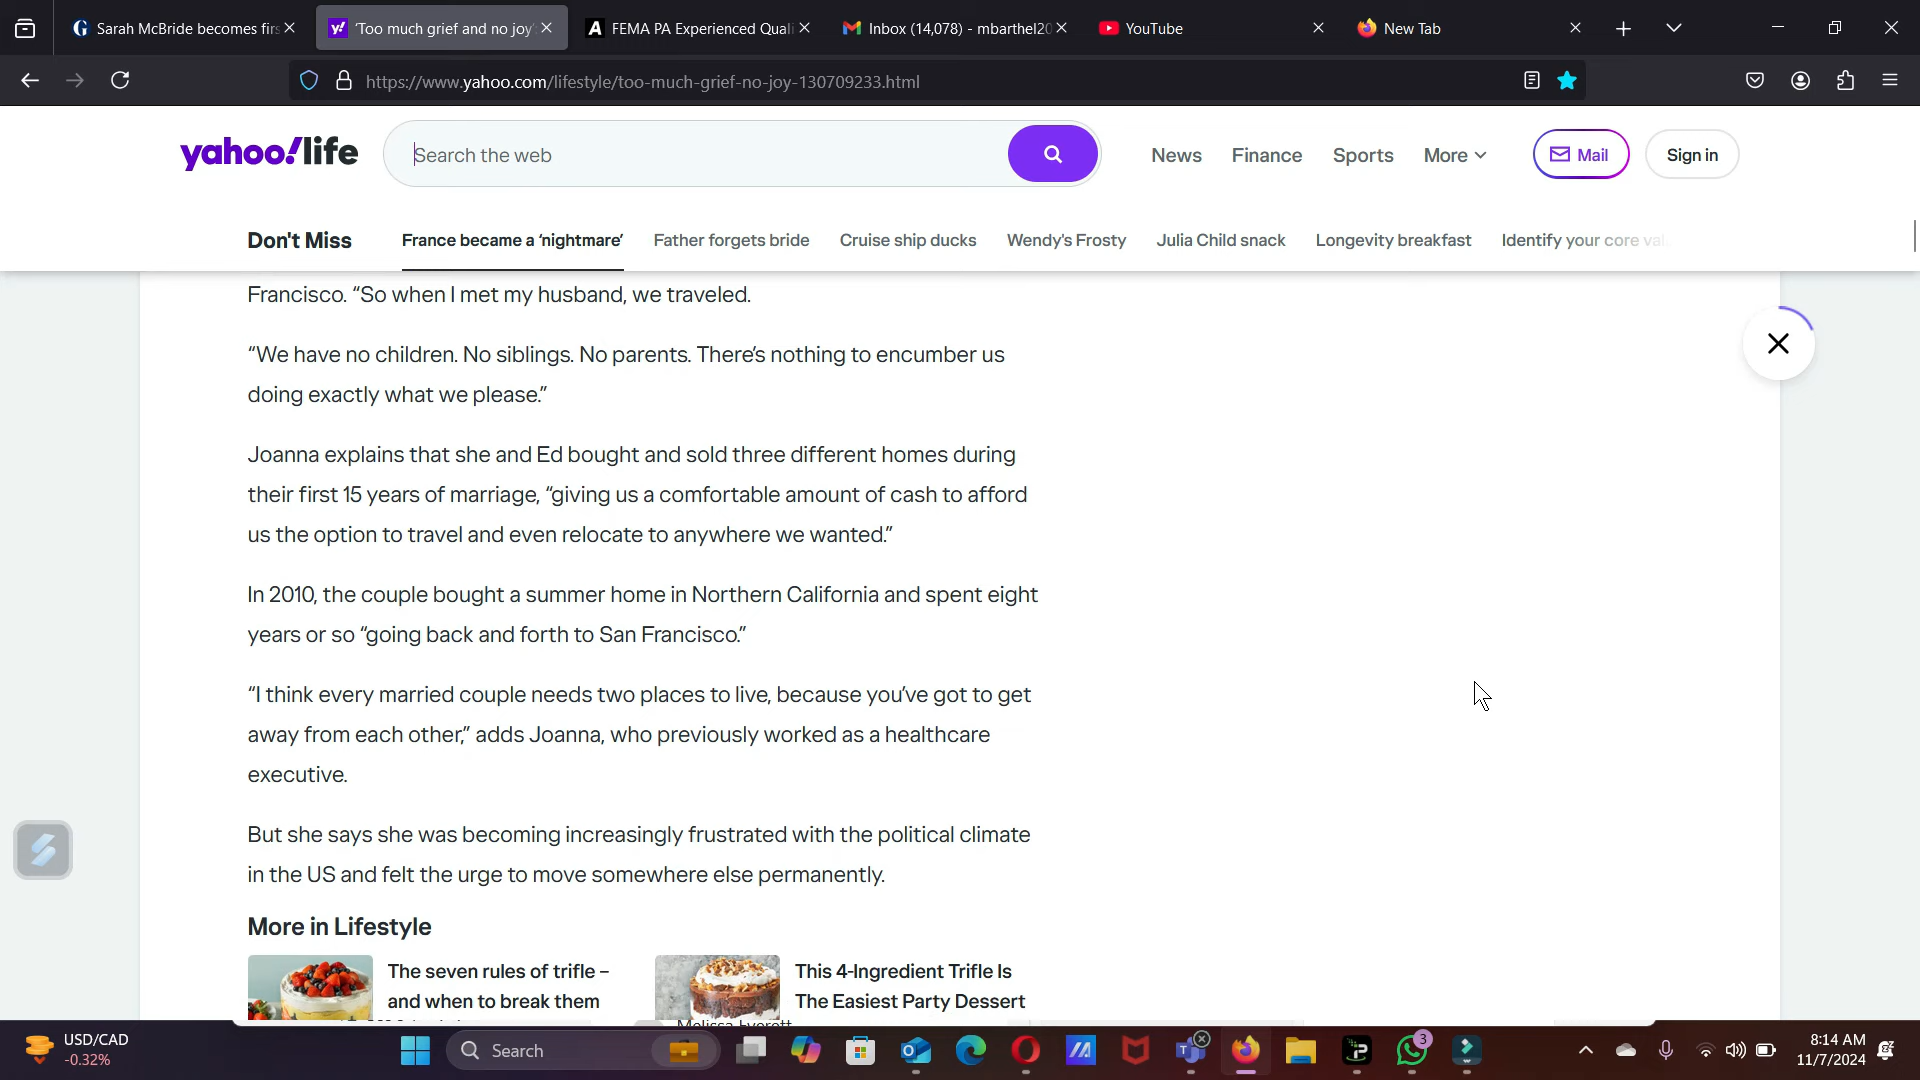 Sarah McBride becomes firs
'Too much grief and no joy'
FEMA PA Experienced Quali
Inbox (14,078) - mbarthel20
YouTube
New Tab
https://www.yahoo.com/lifestyle/too-much-grief-no-joy-130709233.html
yahoo!life
Search the web
News
Finance
Sports
More
Mail
Sign in
Don't Miss
France became a 'nightmare'
Father forgets bride
Cruise ship ducks
Wendy's Frosty
Julia Child snack
Longevity breakfast
Identify your core val
Francisco. “So when I met my husband, we traveled.
“We have no children. No siblings. No parents. There’s nothing to encumber us
doing exactly what we please.”
Joanna explains that she and Ed bought and sold three different homes during
their first 15 years of marriage, “giving us a comfortable amount of cash to afford
us the option to travel and even relocate to anywhere we wanted.”
In 2010, the couple bought a summer home in Northern California and spent eight
years or so “going back and forth to San Francisco.”
“I think every married couple needs two places to live, because you’ve got to get
away from each other,” adds Joanna, who previously worked as a healthcare
executive.
But she says she was becoming increasingly frustrated with the political climate
in the US and felt the urge to move somewhere else permanently.
More in Lifestyle
The seven rules of trifle –
and when to break them
This 4-Ingredient Trifle Is
The Easiest Party Dessert
Melissa Everett
USD/CAD
-0.32%
Search
3
8:14 AM
11/7/2024